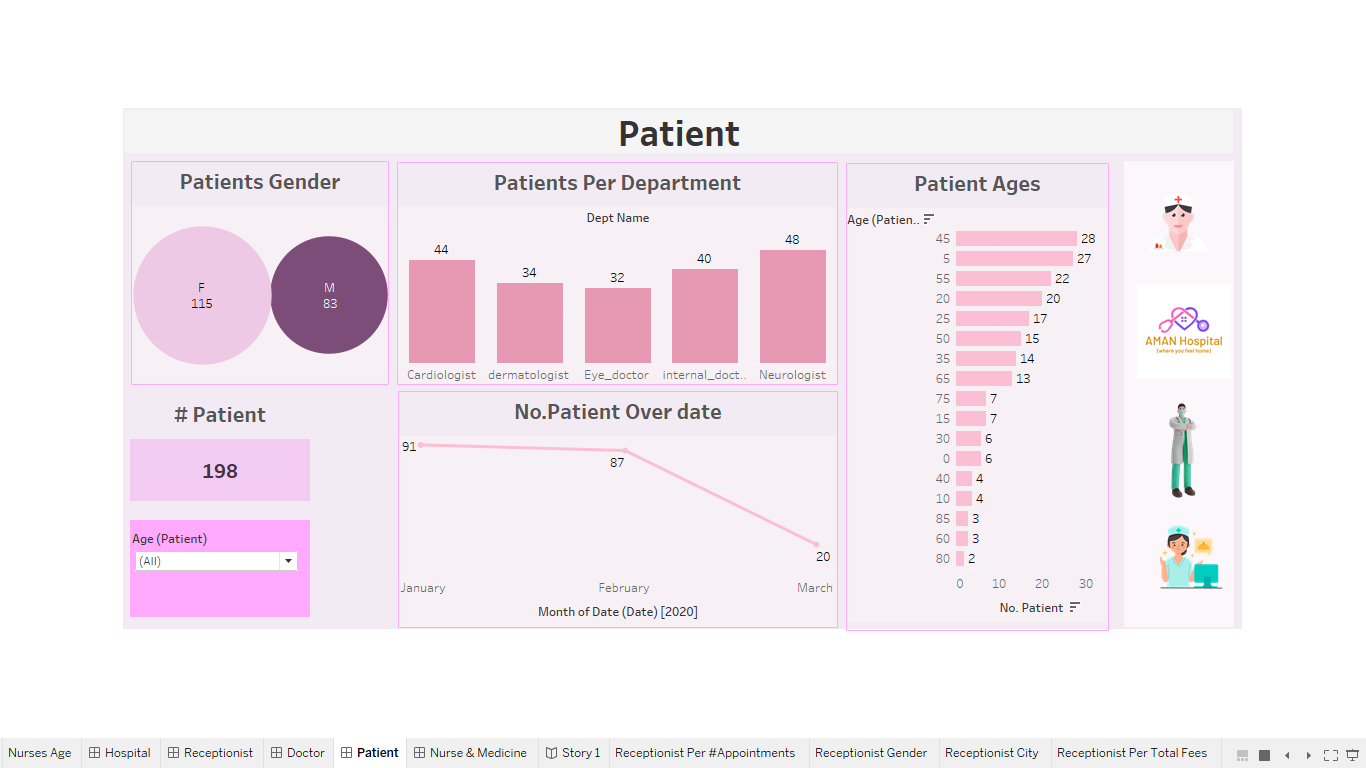 Patient
Patients Gender
F
115
M
83
# Patient
198
Age (Patient)
(All)
Patients Per Department
Dept Name
44
34
32
40
48
Cardiologist
dermatologist
Eye_doctor
internal_doct..
Neurologist
No.Patient Over date
91
87
20
January
February
March
Month of Date (Date) [2020]
Patient Ages
Age (Patien..
45 28
5 27
55 22
20 20
25 17
50 15
35 14
65 13
75 7
15 7
30 6
0 6
40 4
10 4
85 3
60 3
80 2
0 10 20 30
No. Patient
AMAN Hospital
(where you feel home)
Nurses Age Hospital Receptionist Doctor Patient Nurse & Medicine Story 1 Receptionist Per #Appointments Receptionist Gender Receptionist City Receptionist Per Total Fees